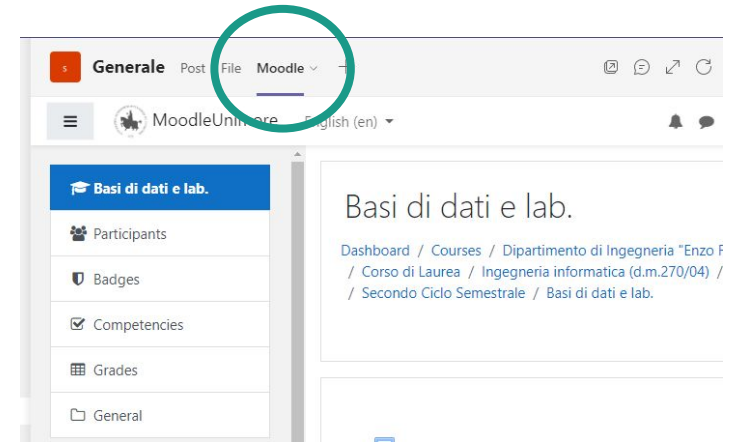 s Generale Post File Moodle
MoodleUnimore English (en)
Basi di dati e lab.
Participants
Badges
Competencies
Grades
General
Basi di dati e lab.
Dashboard / Courses / Dipartimento di Ingegneria "Enzo F
/ Corso di Laurea / Ingegneria informatica (d.m.270/04) /
/ Secondo Ciclo Semestrale / Basi di dati e lab.